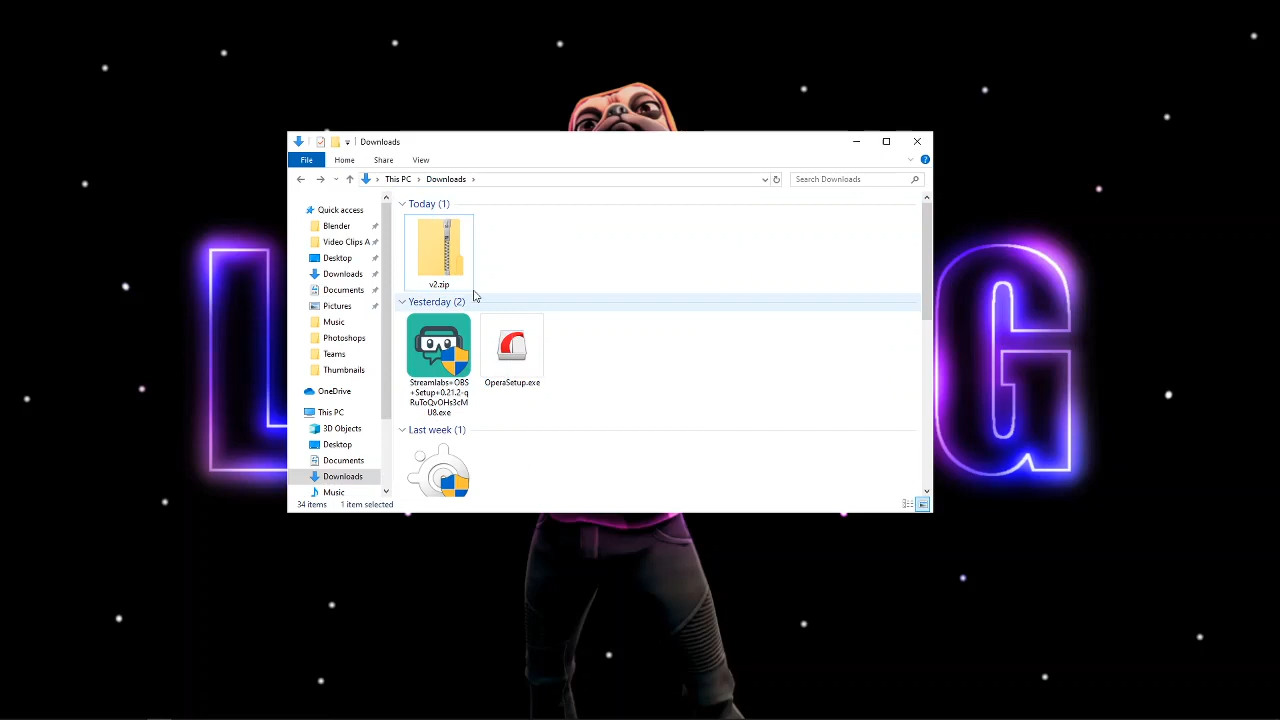 Downloads
File
Home
Share
View
This PC
Downloads
Search Downloads
Quick access
Blender
Video Clips A
Desktop
Downloads
Documents
Pictures
Music
Photoshops
Teams
Thumbnails
OneDrive
This PC
3D Objects
Desktop
Documents
Downloads
Music
Today (1)
v2.zip
Yesterday (2)
Streamlabs+OBS
+Setup+0.21.2-q
RuToQvOHs3cM
U8.exe
OperaSetup.exe
Last week (1)
34 items
1 item selected
L
G